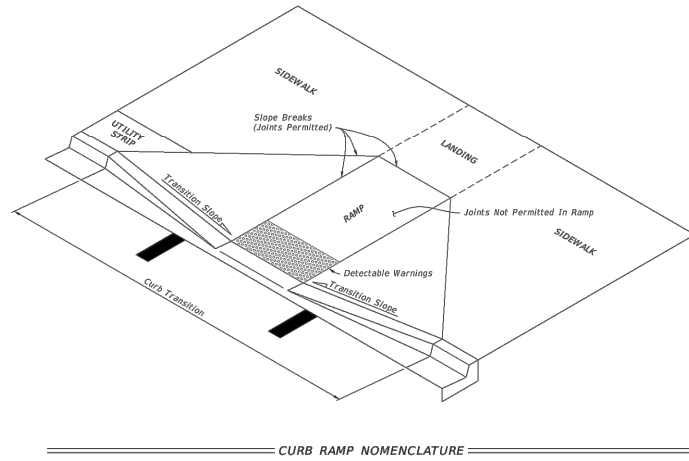 SIDEWALK
Slope Breaks
(Joints Permitted)
UTILITY
STRIP
LANDING
Transition Slope
RAMP
Joints Not Permitted In Ramp
SIDEWALK
Detectable Warnings
Transition Slope
Curb Transition
CURB RAMP NOMENCLATURE